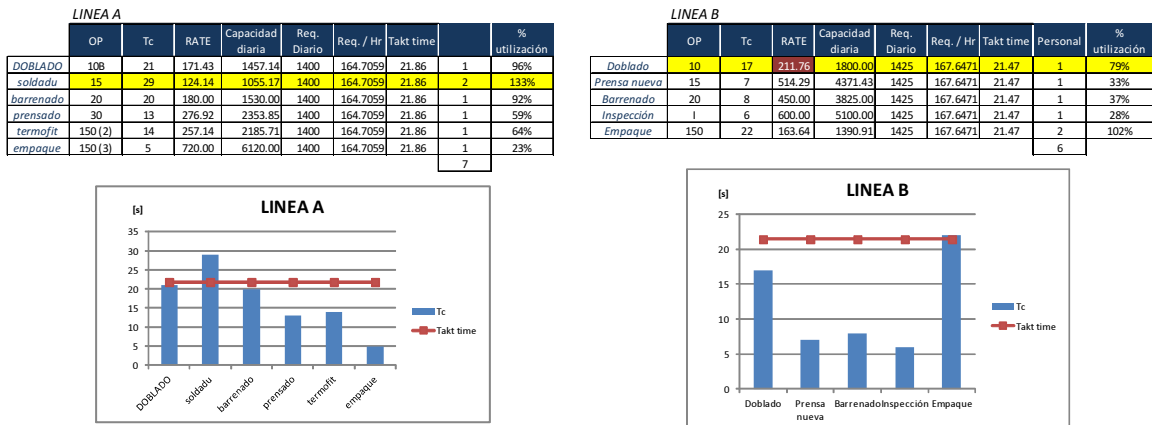 LINEA A
OP Tc RATE Capacidad diaria Req. Diario Req. / Hr Takt time % utilización
DOBLADO 10B 21 171.43 1457.14 1400 164.7059 21.86 1 96%
soldadu 15 29 124.14 1055.17 1400 164.7059 21.86 2 133%
barrenado 20 20 180.00 1530.00 1400 164.7059 21.86 1 92%
prensado 30 13 276.92 2353.85 1400 164.7059 21.86 1 59%
termofit 150 (2) 14 257.14 2185.71 1400 164.7059 21.86 1 64%
empaque 150 (3) 5 720.00 6120.00 1400 164.7059 21.86 1 23%
7
LINEA B
OP Tc RATE Capacidad diaria Req. Diario Req. / Hr Takt time Personal % utilización
Doblado 10 17 211.76 1800.00 1425 167.6471 21.47 1 79%
Prensa nueva 15 7 514.29 4371.43 1425 167.6471 21.47 1 33%
Barrenado 20 8 450.00 3825.00 1425 167.6471 21.47 1 37%
Inspección I 6 600.00 5100.00 1425 167.6471 21.47 1 28%
Empaque 150 22 163.64 1390.91 1425 167.6471 21.47 2 102%
6
[s]
LINEA A
35
30
25
20
15
10
5
0
DOBLADO soldadu barrenado prensado termofit empaque
Tc
Takt time
[s]
LINEA B
25
20
15
10
5
0
Doblado Prensa nueva Barrenado Inspección Empaque
Tc
Takt time